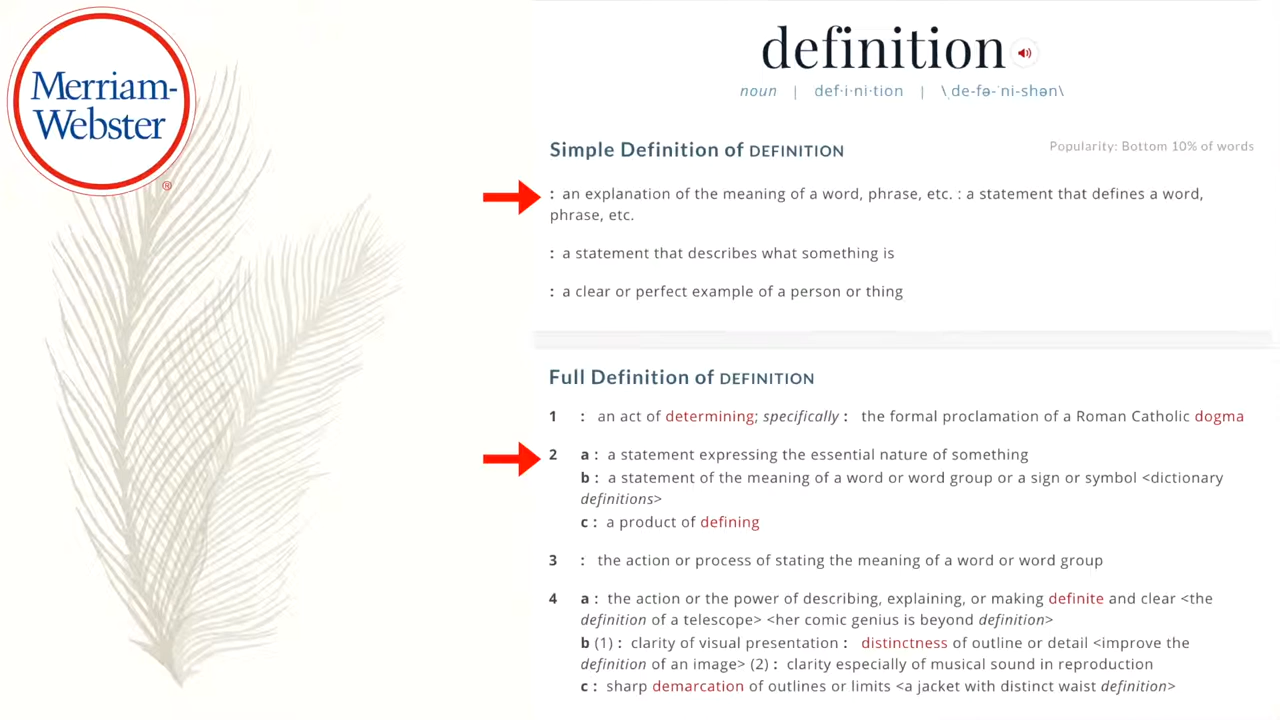 Merriam-
Webster
®
definition
noun | def·i·ni·tion | \ˌde-fə-ˈni-shən\
Simple Definition of DEFINITION
Popularity: Bottom 10% of words
: an explanation of the meaning of a word, phrase, etc. : a statement that defines a word,
phrase, etc.
: a statement that describes what something is
: a clear or perfect example of a person or thing
Full Definition of DEFINITION
1 : an act of determining; specifically : the formal proclamation of a Roman Catholic dogma
2 a : a statement expressing the essential nature of something
b : a statement of the meaning of a word or word group or a sign or symbol <dictionary
definitions>
c : a product of defining
3 : the action or process of stating the meaning of a word or word group
4 a : the action or the power of describing, explaining, or making definite and clear <the
definition of a telescope> <her comic genius is beyond definition>
b (1) : clarity of visual presentation : distinctness of outline or detail <improve the
definition of an image> (2) : clarity especially of musical sound in reproduction
c : sharp demarcation of outlines or limits <a jacket with distinct waist definition>